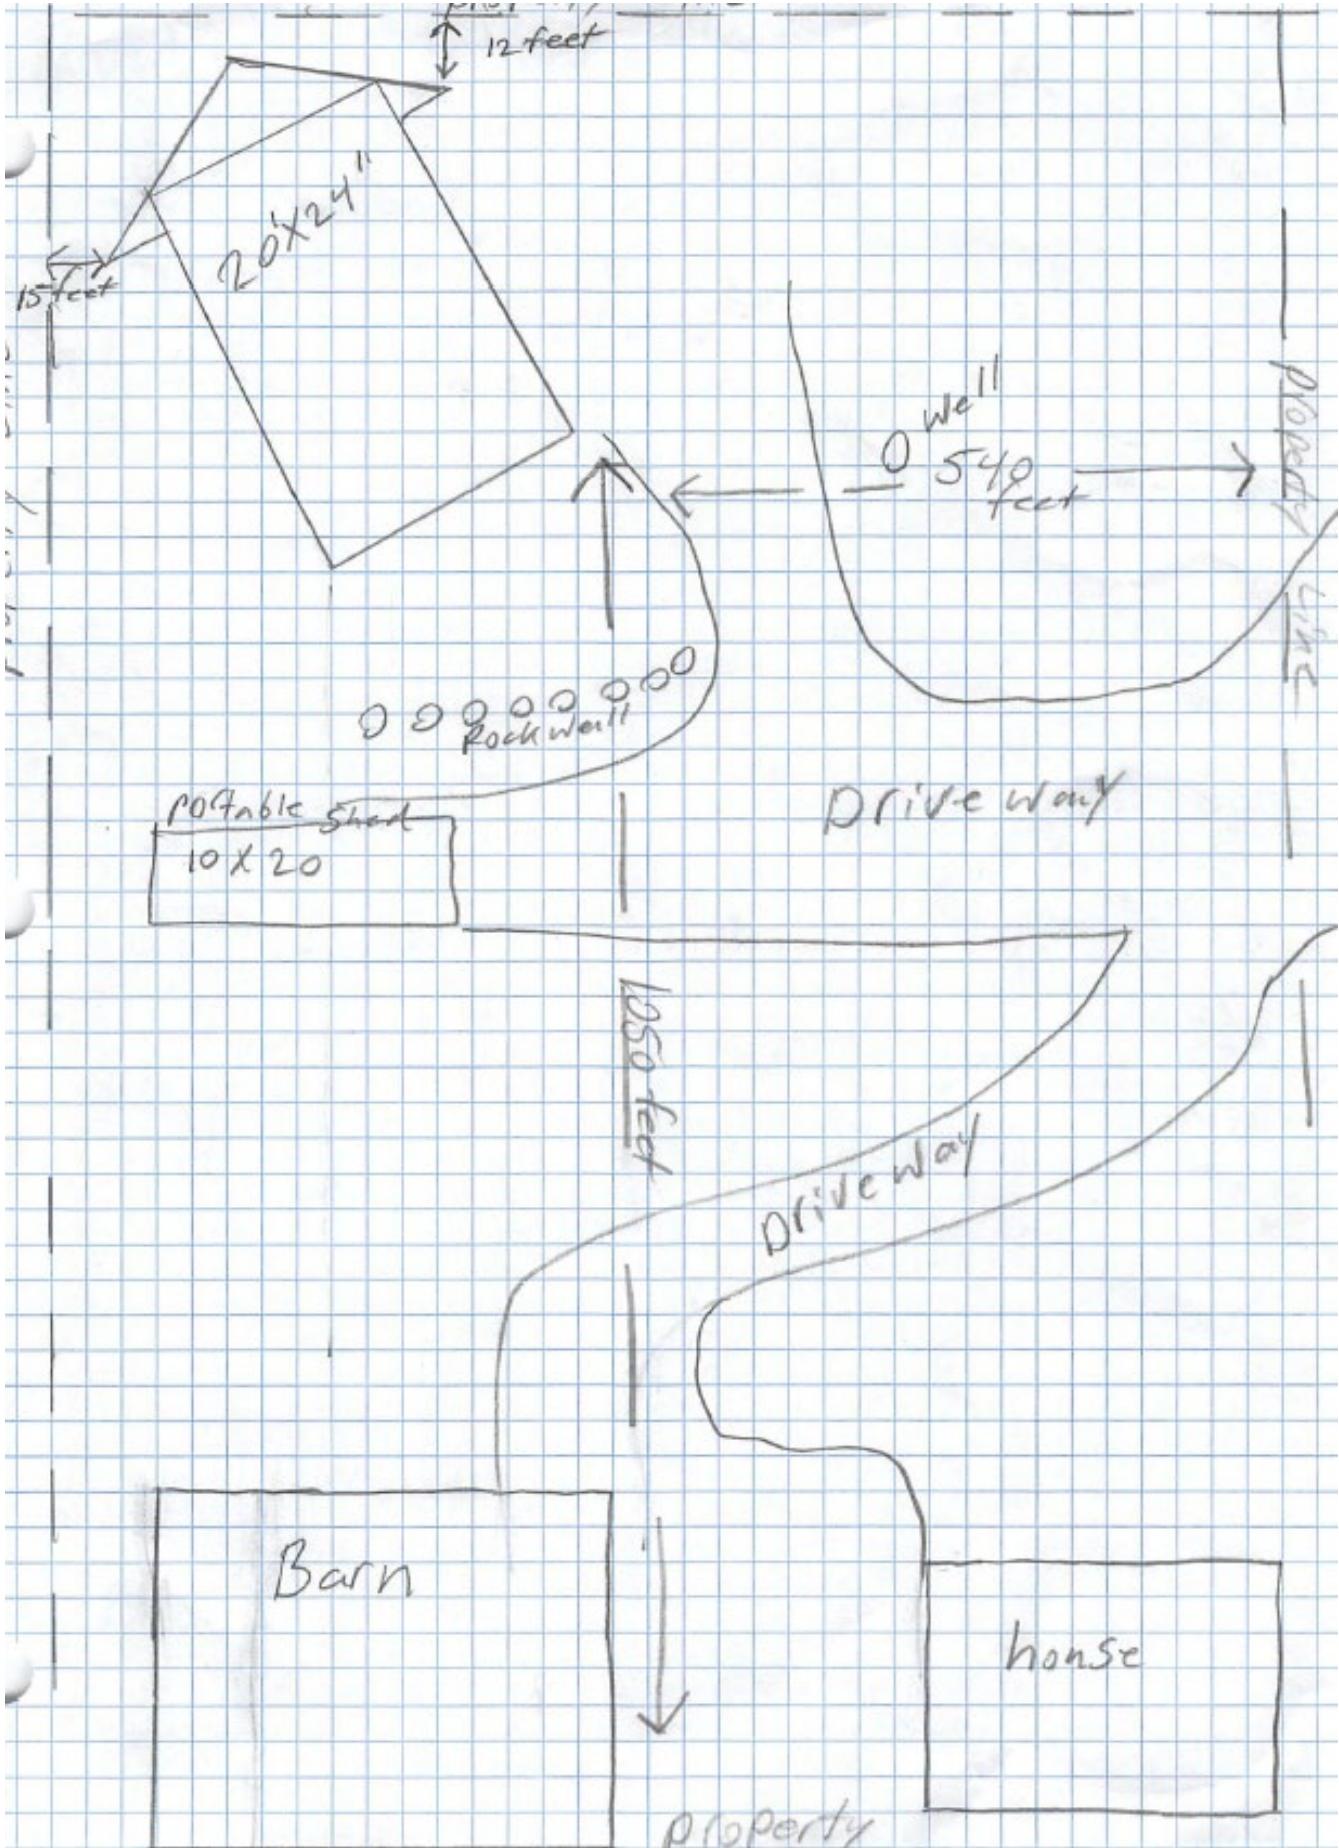 12 feet
20'X24"
15 feet
well
540
feet
property
Line
Rock wall
Drive way
portable Shed
10 X 20
1050 feet
Drive way
Barn
house
property